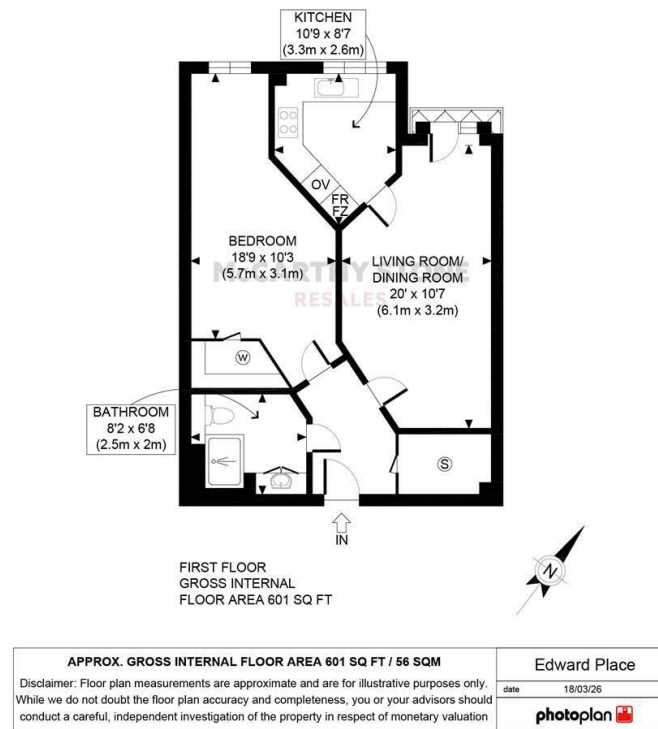 KITCHEN
10'9 x 8'7
(3.3m x 2.6m)
OV
FR
FZ
BEDROOM
18'9 x 10'3
(5.7m x 3.1m)
LIVING ROOM/
DINING ROOM
20' x 10'7
(6.1m x 3.2m)
McCARTHY STONE
RESALES
W
BATHROOM
8'2 x 6'8
(2.5m x 2m)
S
IN
N
FIRST FLOOR
GROSS INTERNAL
FLOOR AREA 601 SQ FT
APPROX. GROSS INTERNAL FLOOR AREA 601 SQ FT / 56 SQM
Disclaimer: Floor plan measurements are approximate and are for illustrative purposes only.
While we do not doubt the floor plan accuracy and completeness, you or your advisors should
conduct a careful, independent investigation of the property in respect of monetary valuation
Edward Place
date 18/03/26
photoplan